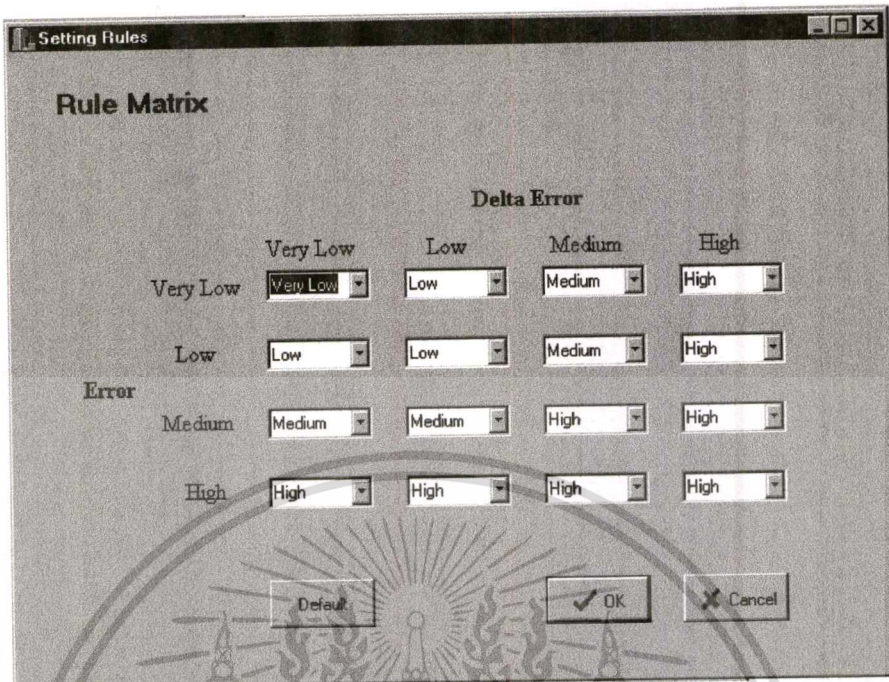 Setting Rules
Rule Matrix
Delta Error
Very Low Low Medium High
Very Low Very Low Low Medium High
Low Low Low Medium High
Error
Medium Medium Medium High High
High High High High High
Default OK Cancel